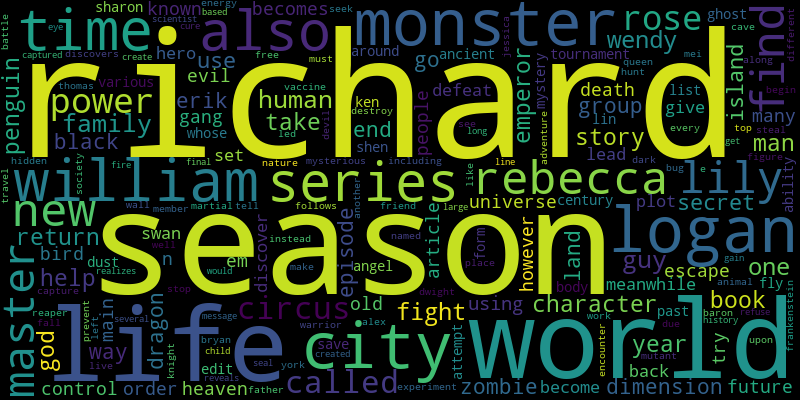 sharon known becomes scientist energy based seek
time also monster rose ghost cave find
battle eye captured discovers cure free must jessica different
create hero use around go ancient wendy queen hunt along
richard
penguin various thomas evil vaccine tournament mei begin
power erik human ken destroy defeat emperor mystery death list island
family gang take devil people see group give many
black whose led end shen long lin every top steal
set story lead dark bug e get man figure
hidden society fire final nature mysterious including line adventure
travel william series like rebecca lily ability
new wall member martial tell another friend large universe century plot secret
return swan follows article form logan
bird well discover instead episode named however land guy gain
master dust n em angel place escape animal one
help realizes would make body meanwhile fly
season
capture stop dwight
reaper prevent main dragon circus old fight using character past baron book frankenstein
life city world
fail left several message warrior alex save attempt work due history refuse upon
god way knight bryan child seal york created encounter mutant year try
live edit reveals father back
control order heaven called experiment zombie become dimension future